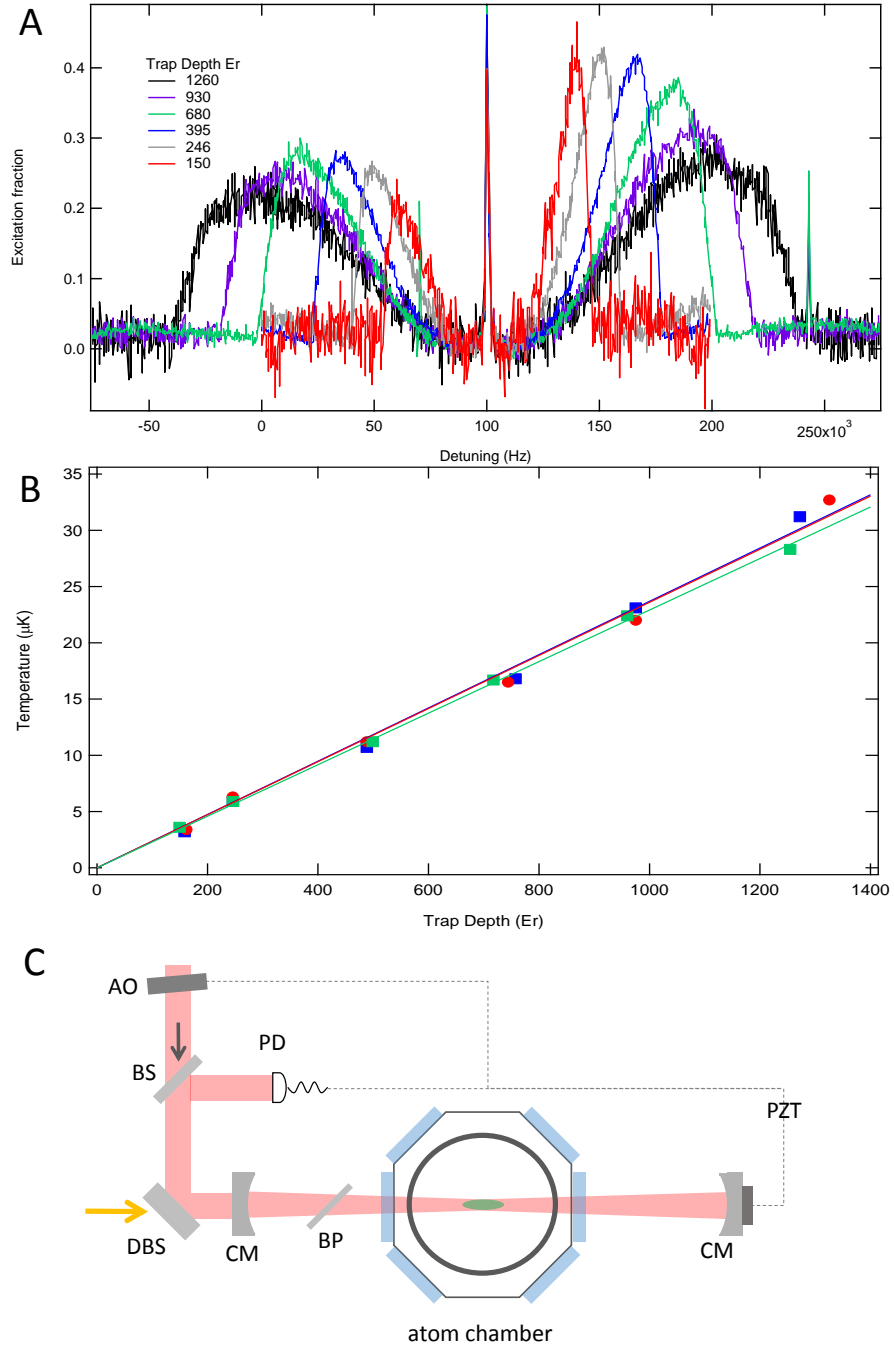 A
0.4
0.3
0.2
0.1
0.0
Excitation fraction
Trap Depth Er
1260
930
680
395
246
150
-50 0 50 100 150 200 250x10³
Detuning (Hz)
B
35
30
25
20
15
10
5
0
Temperature (μK)
0 200 400 600 800 1000 1200 1400
Trap Depth (Er)
C
AO
BS
PD
PZT
DBS
CM
BP
CM
atom chamber